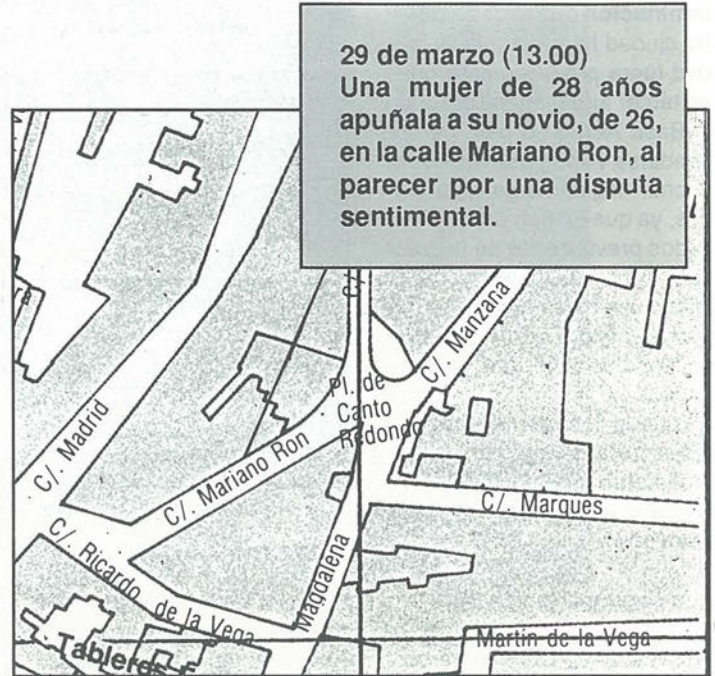 29 de marzo (13.00)
Una mujer de 28 años
apuñala a su novio, de 26,
en la calle Mariano Ron, al
parecer por una disputa
sentimental.
C/. Manzana
Pl. de
Canto
Redondo
C/. Madrid
C/. Mariano Ron
C/. Marques
C/. Ricardo de la Vega
Magdalena
Martín de la Vega
Tableres